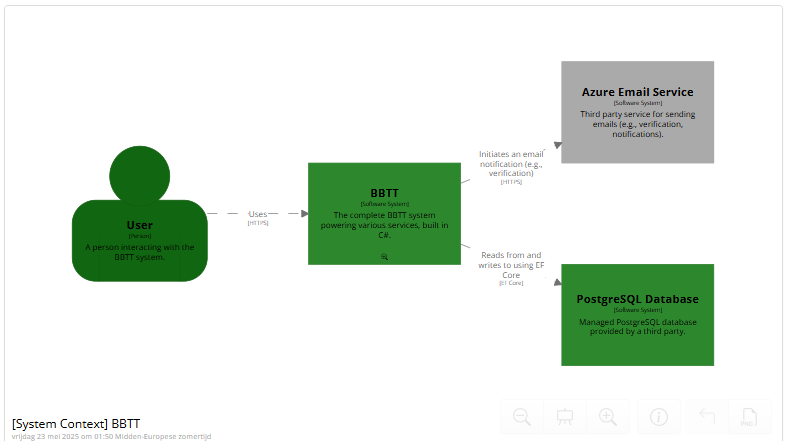 Azure Email Service
[Software System]
Third party service for sending
emails (e.g., verification,
notifications).
Initiates an email
notification (e.g.,
verification)
[HTTPS]
BBTT
[Software System]
The complete BBTT system
powering various services, built in
C#.
User
[Person]
A person interacting with the
BBTT system.
Uses
[HTTPS]
Reads from and
writes to using EF
Core
[EF Core]
PostgreSQL Database
[Software System]
Managed PostgreSQL database
provided by a third party.
[System Context] BBTT
vrijdag 23 mei 2025 om 01:50 Midden-Europese zomertijd